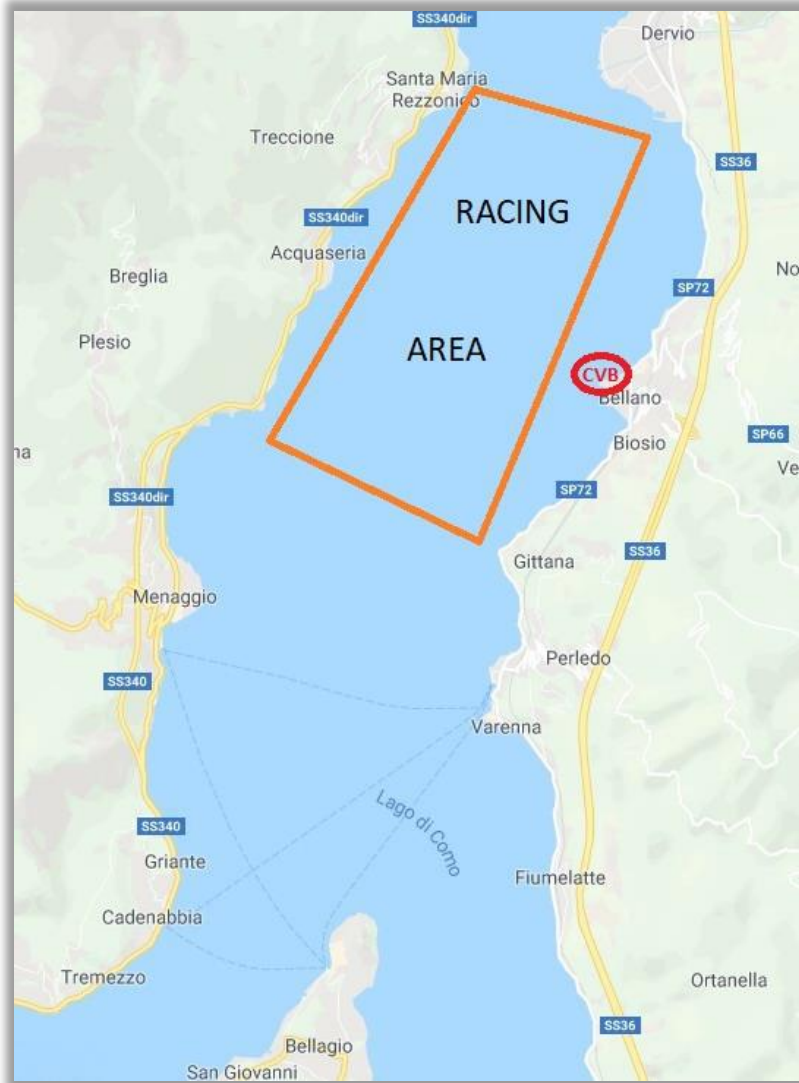 SS340dir
Dervio
Santa Maria
Rezzonico
Treccione
SS36
RACING
SS340dir
Acquaseria
Breglia
No
SP72
Plesio
AREA
CVB
Bellano
SP66
Biosio
na
Ve
SS340dir
SP72
Gittana
SS36
Menaggio
Perledo
SS340
Varenna
Lago di Como
SS340
Griante
Fiumelatte
Cadenabbia
Tremezzo
Ortanella
SS36
Bellagio
San Giovanni